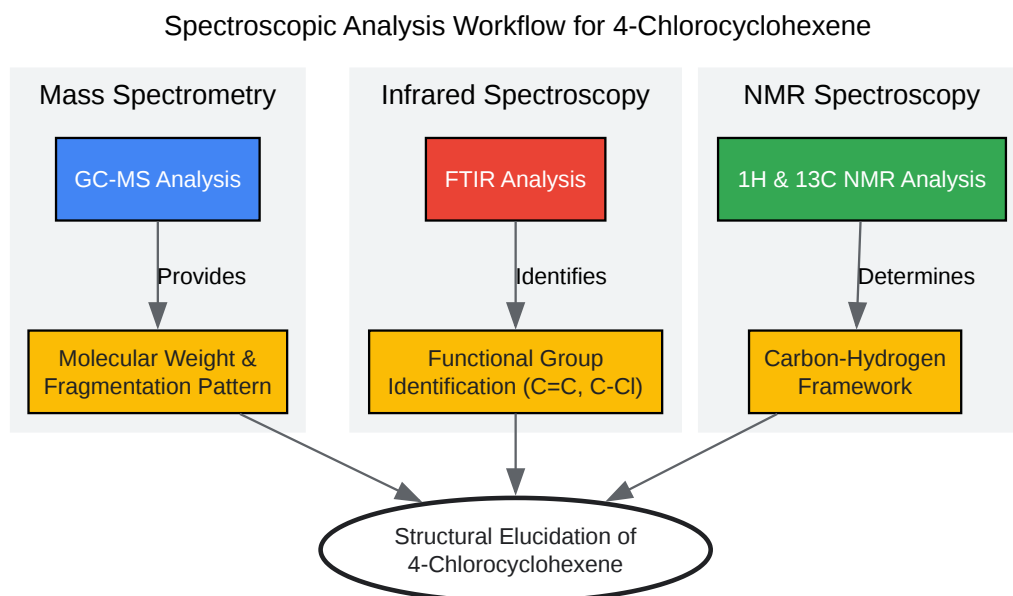 Spectroscopic Analysis Workflow for 4-Chlorocyclohexene
Mass Spectrometry
GC-MS Analysis
Provides
Molecular Weight &
Fragmentation Pattern
Infrared Spectroscopy
FTIR Analysis
Identifies
Functional Group
Identification (C=C, C-Cl)
NMR Spectroscopy
1H & 13C NMR Analysis
Determines
Carbon-Hydrogen
Framework
Structural Elucidation of
4-Chlorocyclohexene